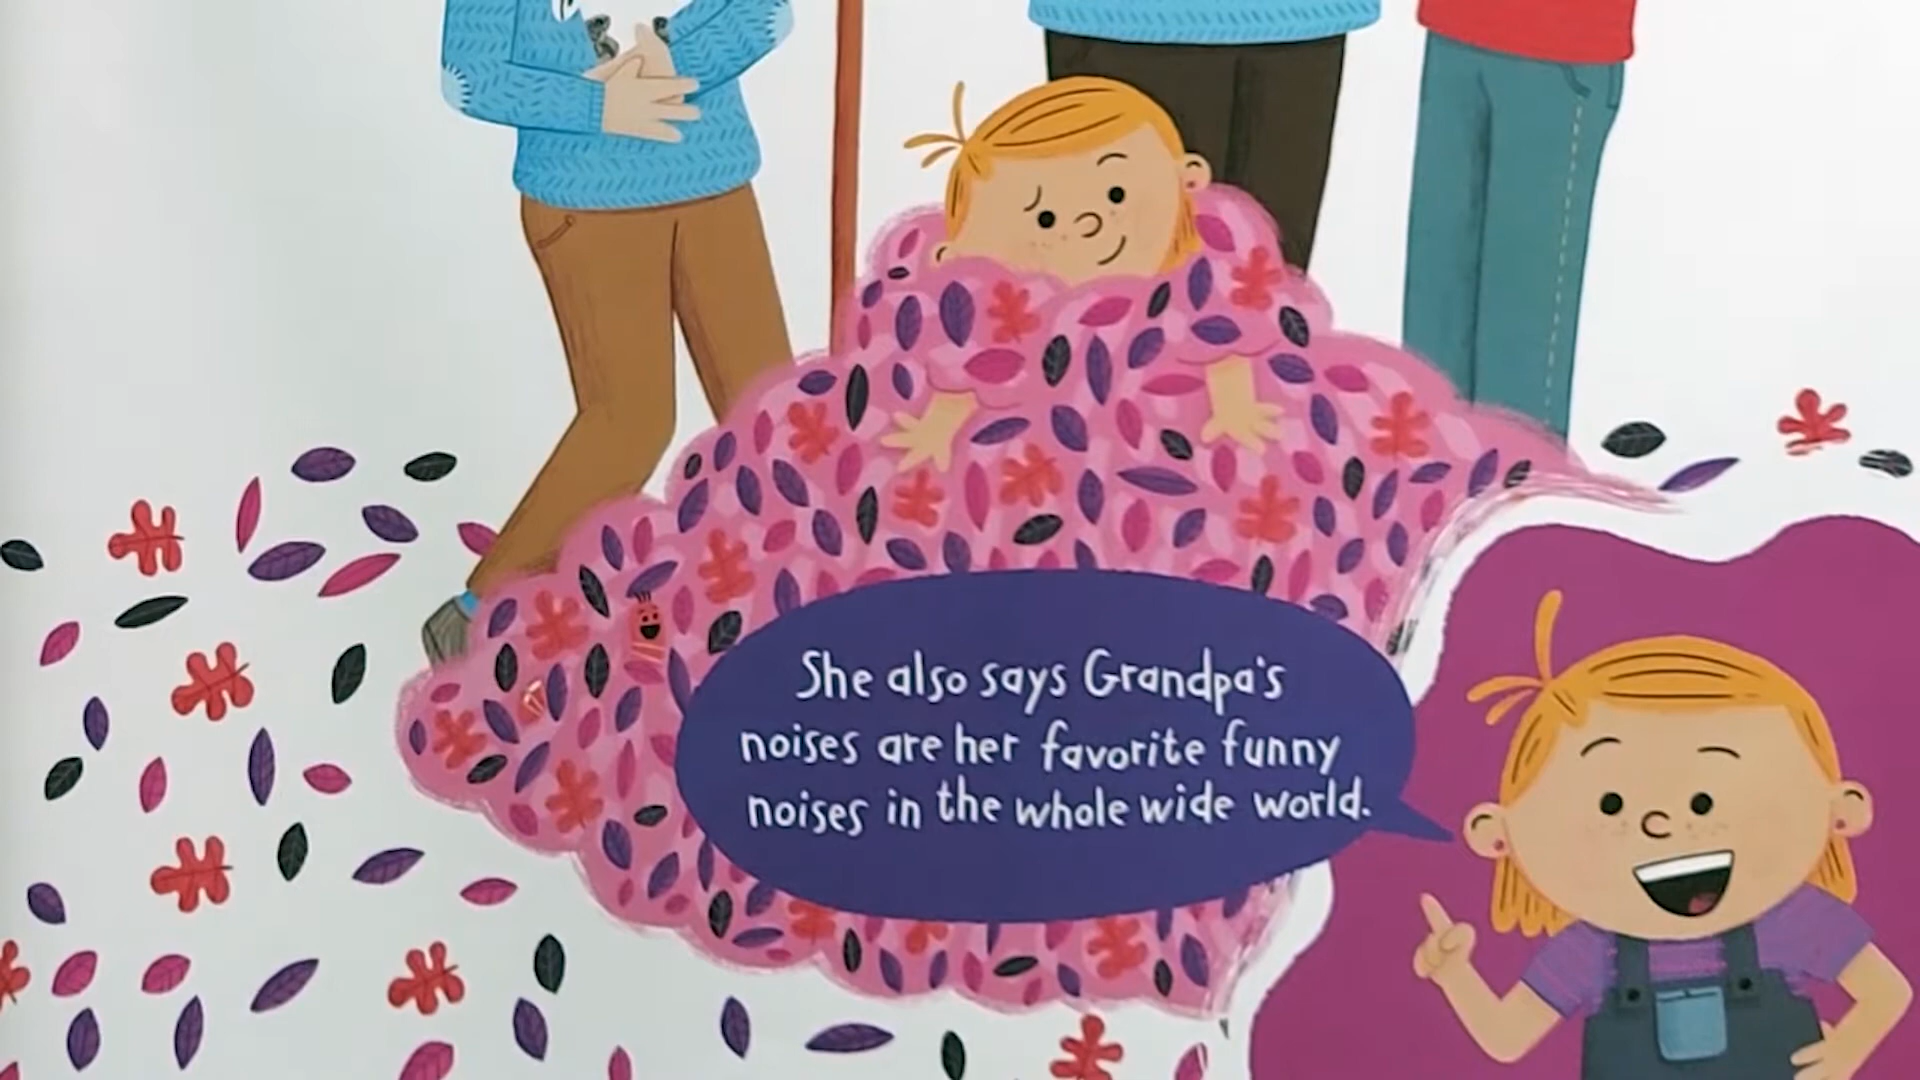 She also says Grandpa's
noises are her favorite funny
noises in the whole wide world.